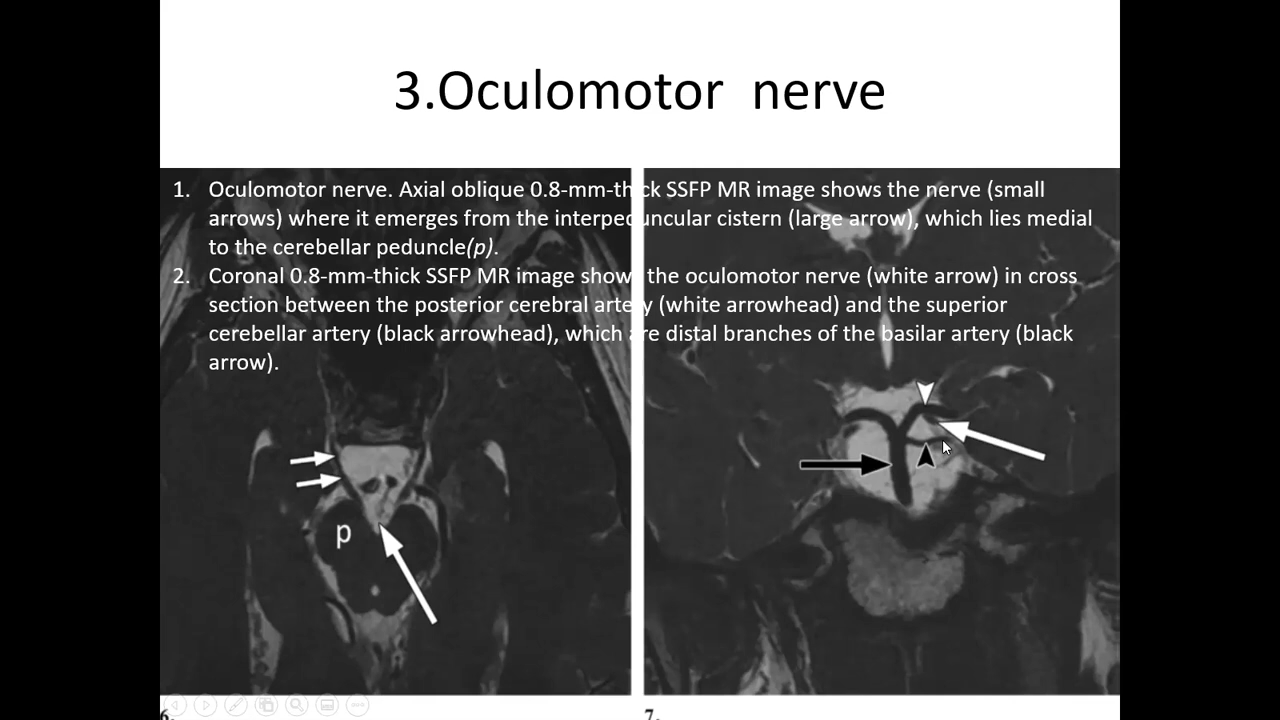 3.Oculomotor nerve
1. Oculomotor nerve. Axial oblique 0.8-mm-thick SSFP MR image shows the nerve (small
arrows) where it emerges from the interpeduncular cistern (large arrow), which lies medial
to the cerebellar peduncle(p).
2. Coronal 0.8-mm-thick SSFP MR image shows the oculomotor nerve (white arrow) in cross
section between the posterior cerebral artery (white arrowhead) and the superior
cerebellar artery (black arrowhead), which are distal branches of the basilar artery (black
arrow).
p
6. 7.